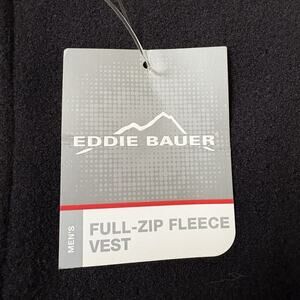 EDDIE BAUER
MEN'S
FULL-ZIP FLEECE
VEST